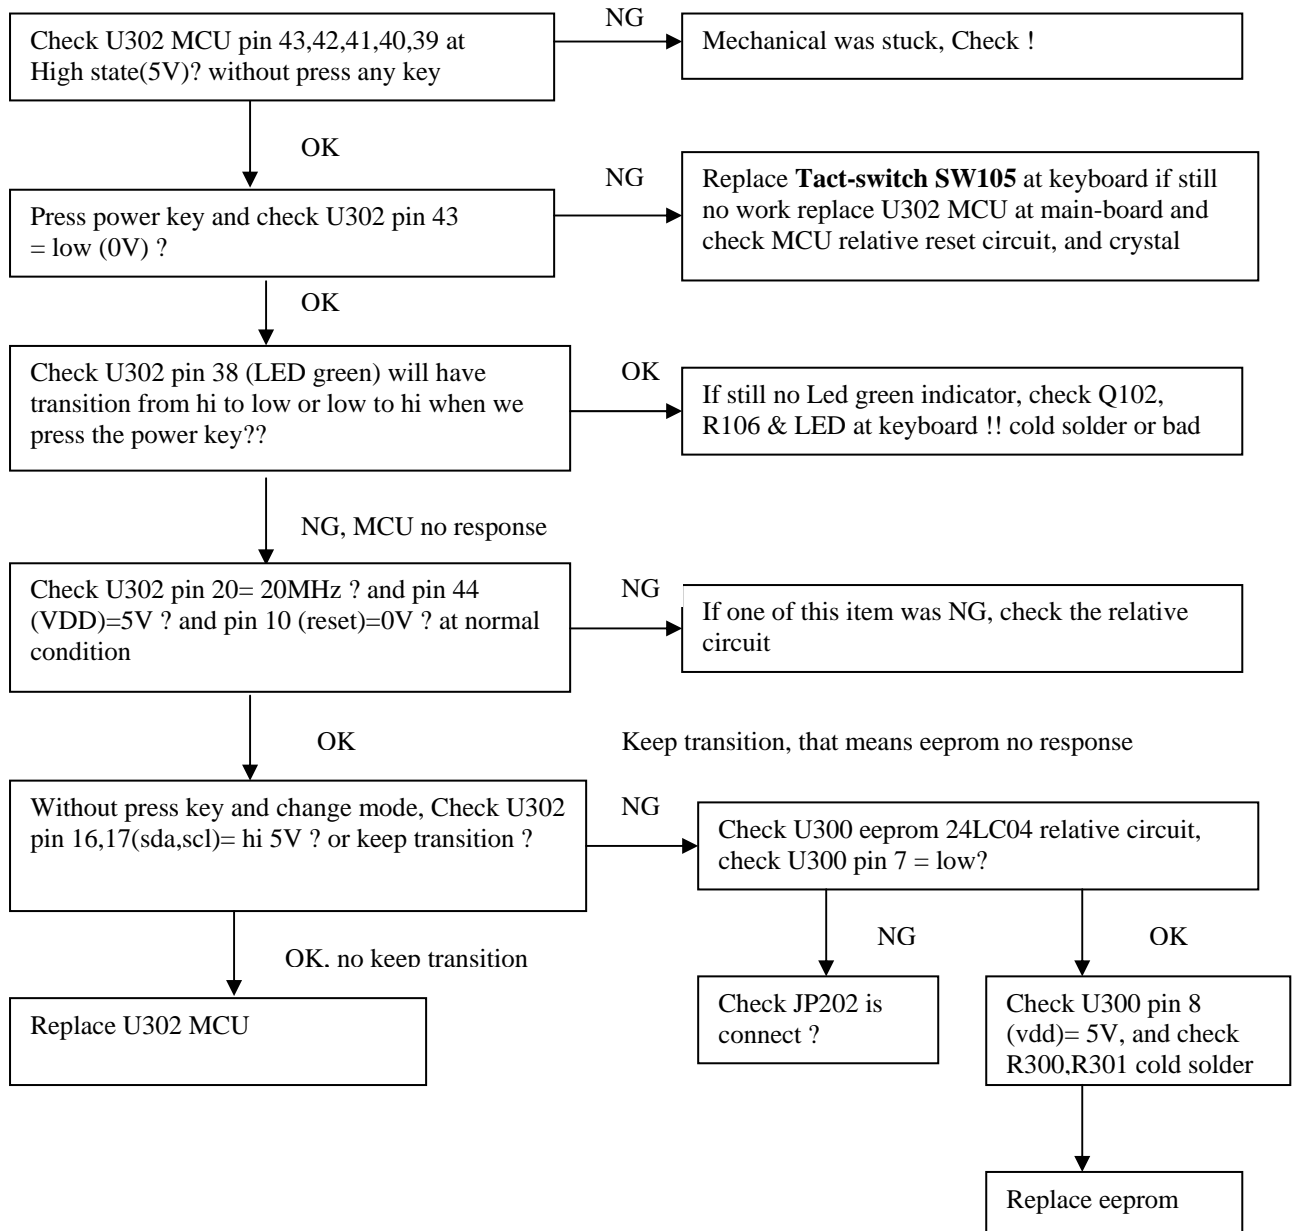 NG
Check U302 MCU pin 43,42,41,40,39 at
High state(5V)? without press any key
Mechanical was stuck, Check !
OK
NG
Press power key and check U302 pin 43
= low (0V) ?
Replace Tact-switch SW105 at keyboard if still
no work replace U302 MCU at main-board and
check MCU relative reset circuit, and crystal
OK
Check U302 pin 38 (LED green) will have
transition from hi to low or low to hi when we
press the power key??
OK
If still no Led green indicator, check Q102,
R106 & LED at keyboard !! cold solder or bad
NG, MCU no response
Check U302 pin 20= 20MHz ? and pin 44
(VDD)=5V ? and pin 10 (reset)=0V ? at normal
condition
NG
If one of this item was NG, check the relative
circuit
OK
Keep transition, that means eeprom no response
Without press key and change mode, Check U302
pin 16,17(sda,scl)= hi 5V ? or keep transition ?
NG
Check U300 eeprom 24LC04 relative circuit,
check U300 pin 7 = low?
OK, no keep transition
NG
OK
Replace U302 MCU
Check JP202 is
connect ?
Check U300 pin 8
(vdd)= 5V, and check
R300,R301 cold solder
Replace eeprom